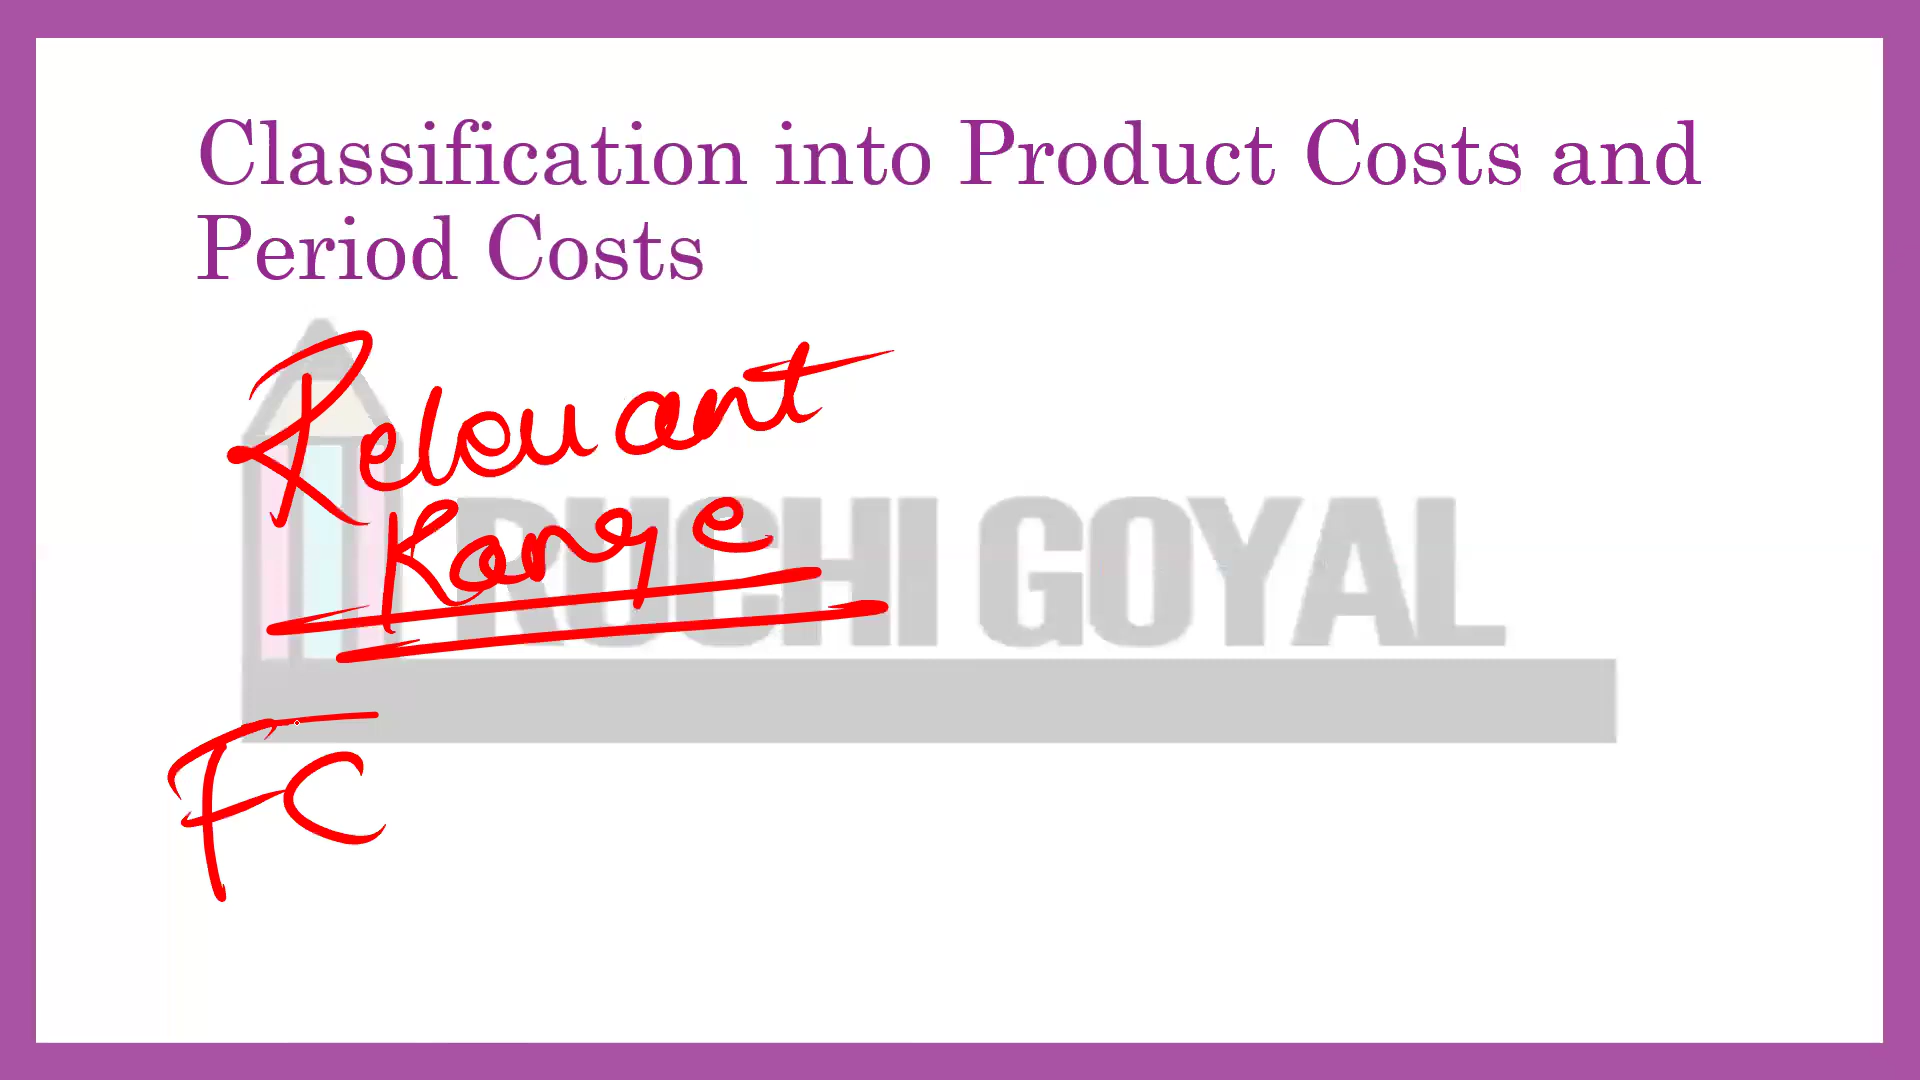 Classification into Product Costs and
Period Costs
Relevant
Range
RUCHI GOYAL
FC